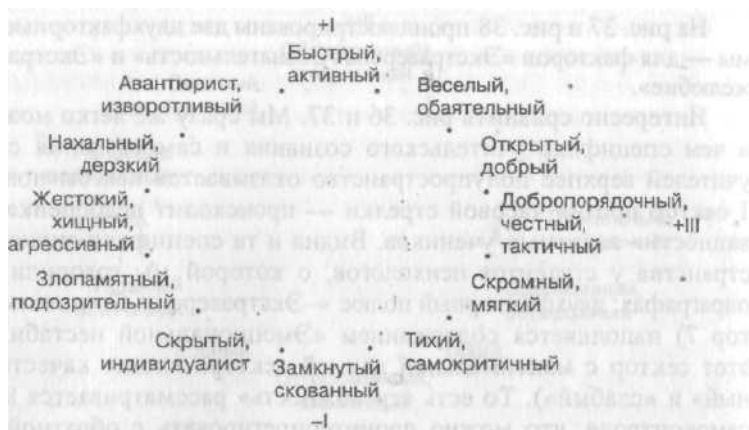 +I
Быстрый,
активный
Авантюрист,
изворотливый
Веселый,
обаятельный
Нахальный,
дерзкий
Открытый,
добрый
Жестокий,
хищный,
агрессивный
Добропорядочный,
честный,
тактичный
+III
Злопамятный,
подозрительный
Скромный,
мягкий
Скрытый,
индивидуалист
Замкнутый
скованный
Тихий,
самокритичный
–I